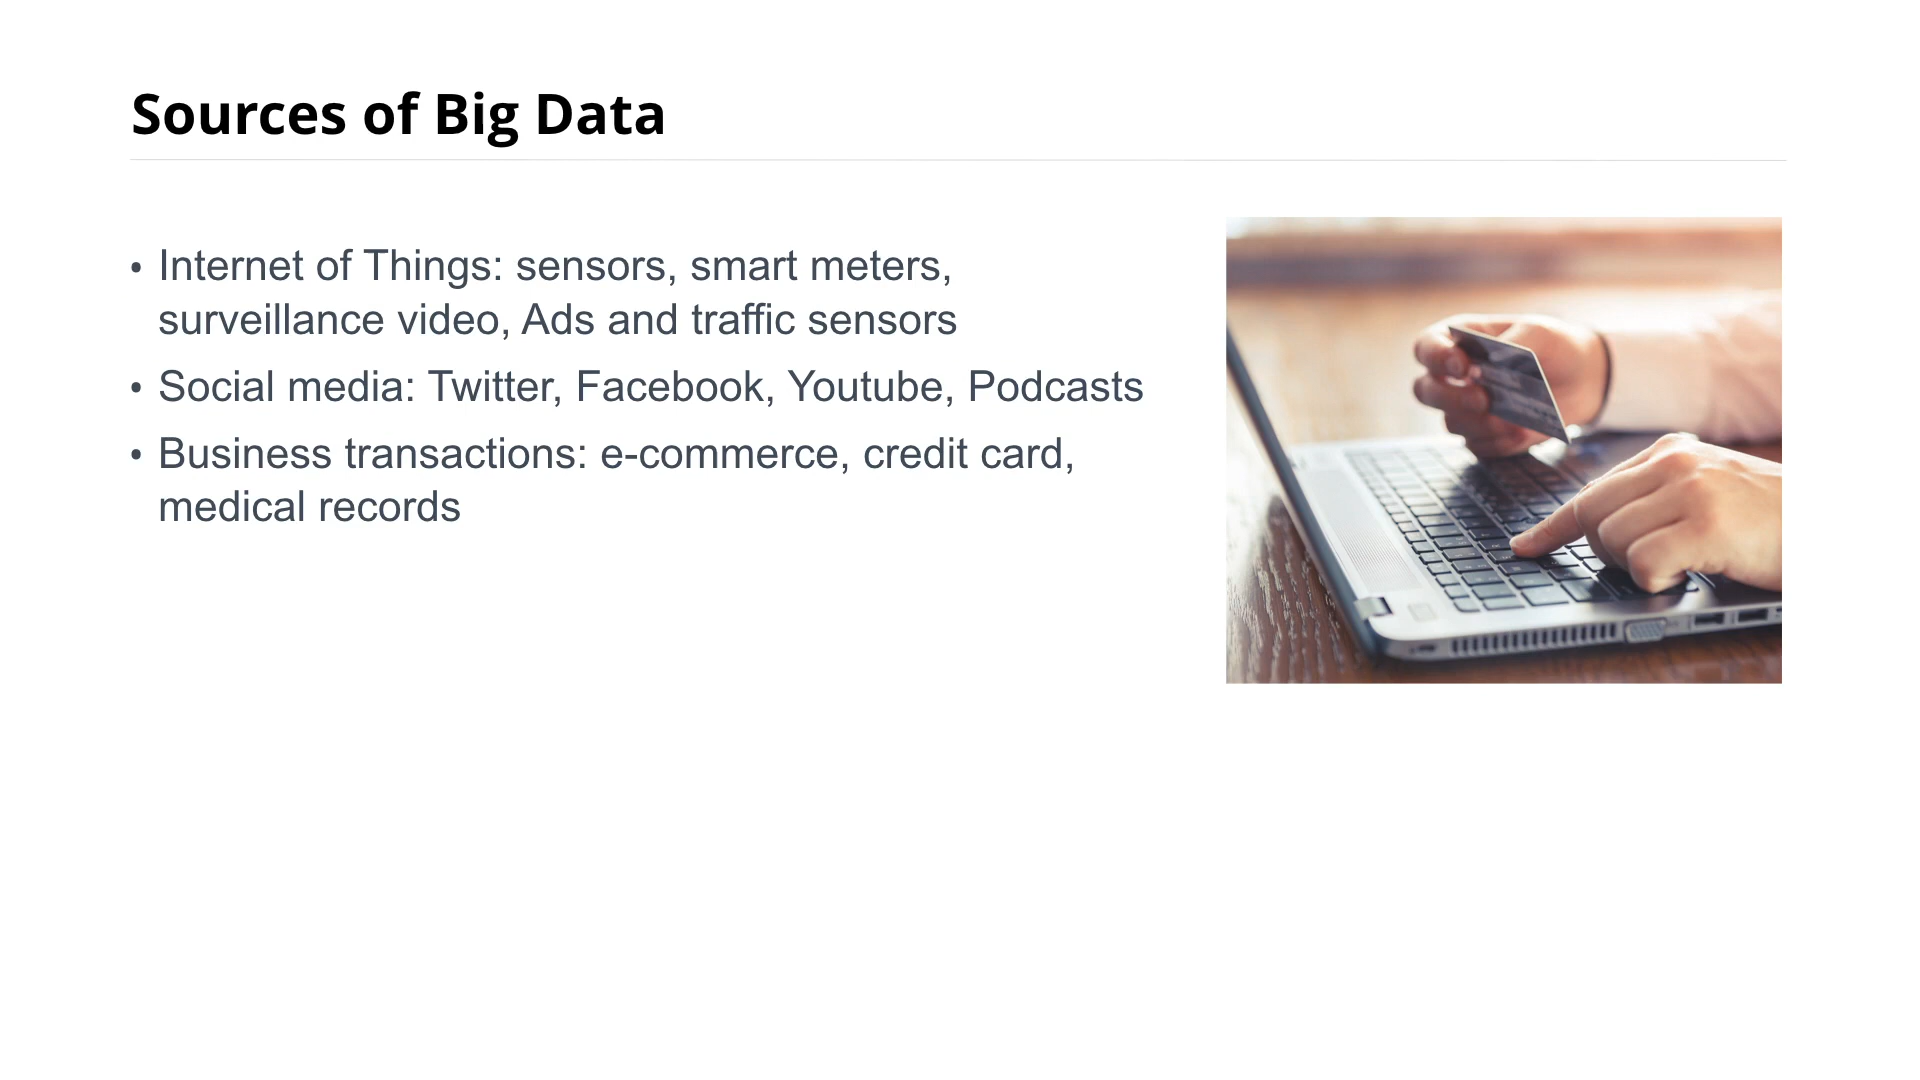 Sources of Big Data
• Internet of Things: sensors, smart meters,
surveillance video, Ads and traffic sensors
• Social media: Twitter, Facebook, Youtube, Podcasts
• Business transactions: e-commerce, credit card,
medical records